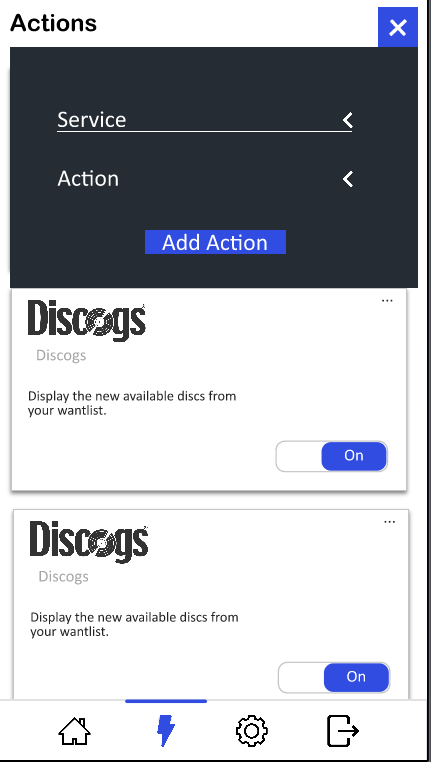 Actions
Service
Action
Add Action
...
Discogs
Discogs
Display the new available discs from
your wantlist.
On
...
Discogs
Discogs
Display the new available discs from
your wantlist.
On